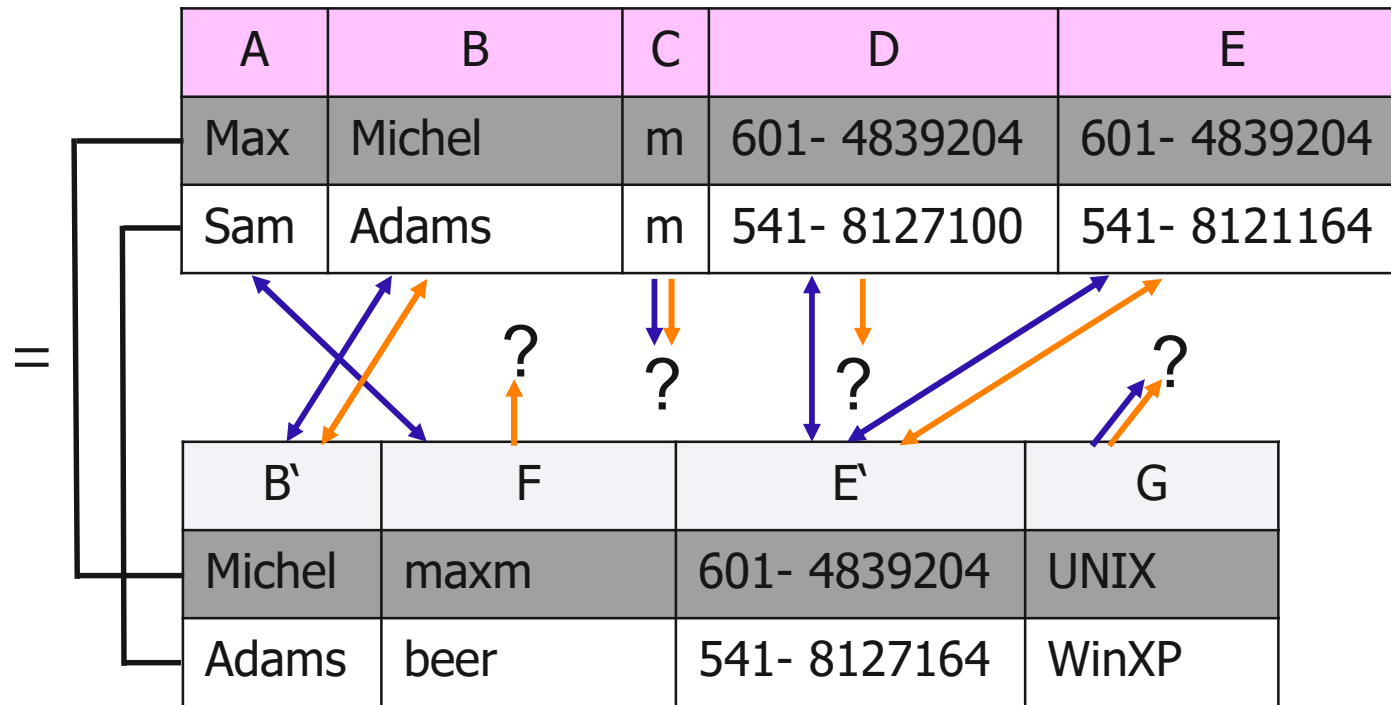 A B C D E
Max Michel m 601- 4839204 601- 4839204
Sam Adams m 541- 8127100 541- 8121164
=
? ? ? ?
B‵ F E‵ G
Michel maxm 601- 4839204 UNIX
Adams beer 541- 8127164 WinXP